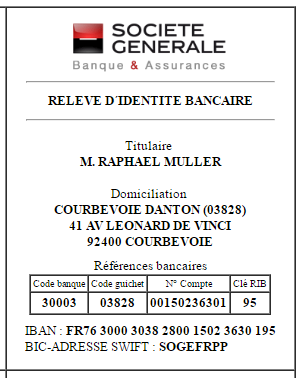 SOCIETE
GENERALE
Banque & Assurances
RELEVE D'IDENTITE BANCAIRE
Titulaire
M. RAPHAEL MULLER
Domiciliation
COURBEVOIE DANTON (03828)
41 AV LEONARD DE VINCI
92400 COURBEVOIE
Références bancaires
Code banque Code guichet N° Compte Clé RIB
30003 03828 00150236301 95
IBAN : FR76 3000 3038 2800 1502 3630 195
BIC-ADRESSE SWIFT : SOGEFRPP